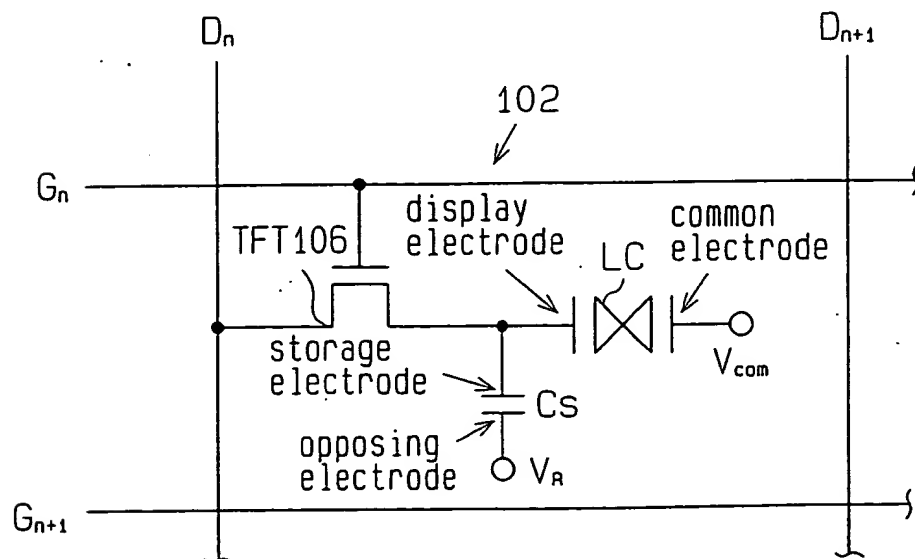 Dn
Dn+1
102
Gn
display
electrode
common
electrode
TFT106
LC
storage
electrode
Vcom
Cs
opposing
electrode
VR
Gn+1